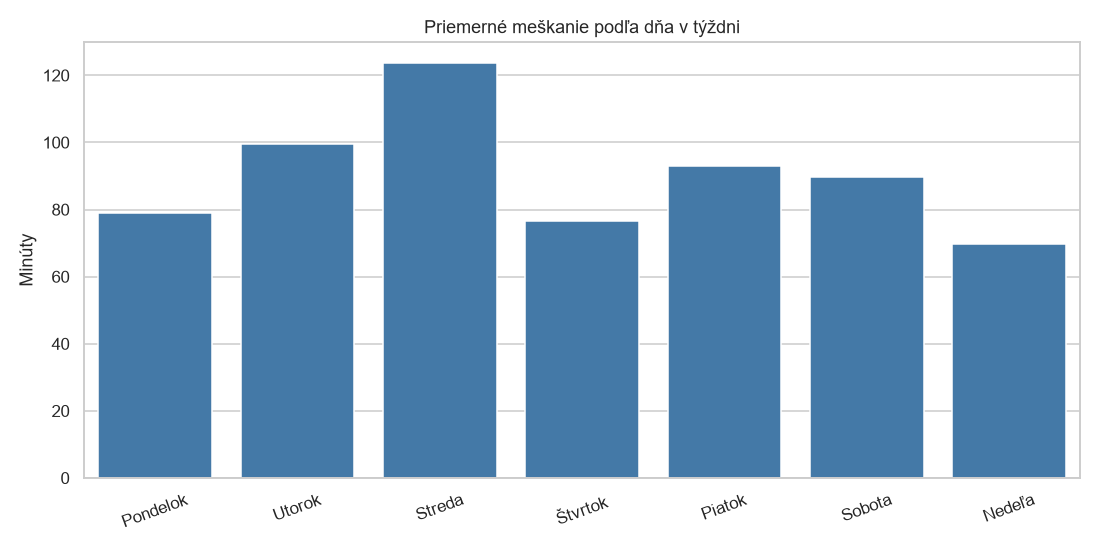 Priemerné meškanie podľa dňa v týždni
Minúty
120
100
80
60
40
20
0
Pondelok
Utorok
Streda
Štvrtok
Piatok
Sobota
Nedeľa